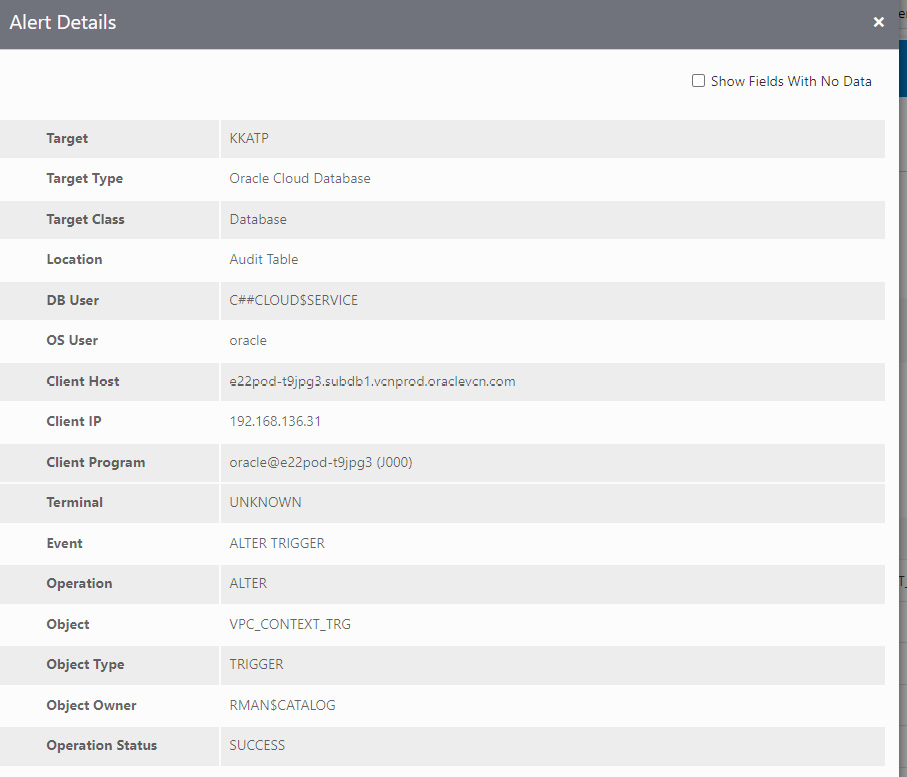 Alert Details ×
Show Fields With No Data
Target KKATP
Target Type Oracle Cloud Database
Target Class Database
Location Audit Table
DB User C##CLOUD$SERVICE
OS User oracle
Client Host e22pod-t9jpg3.subdb1.vcnprod.oraclevcn.com
Client IP 192.168.136.31
Client Program oracle@e22pod-t9jpg3 (J000)
Terminal UNKNOWN
Event ALTER TRIGGER
Operation ALTER
Object VPC_CONTEXT_TRG
Object Type TRIGGER
Object Owner RMAN$CATALOG
Operation Status SUCCESS